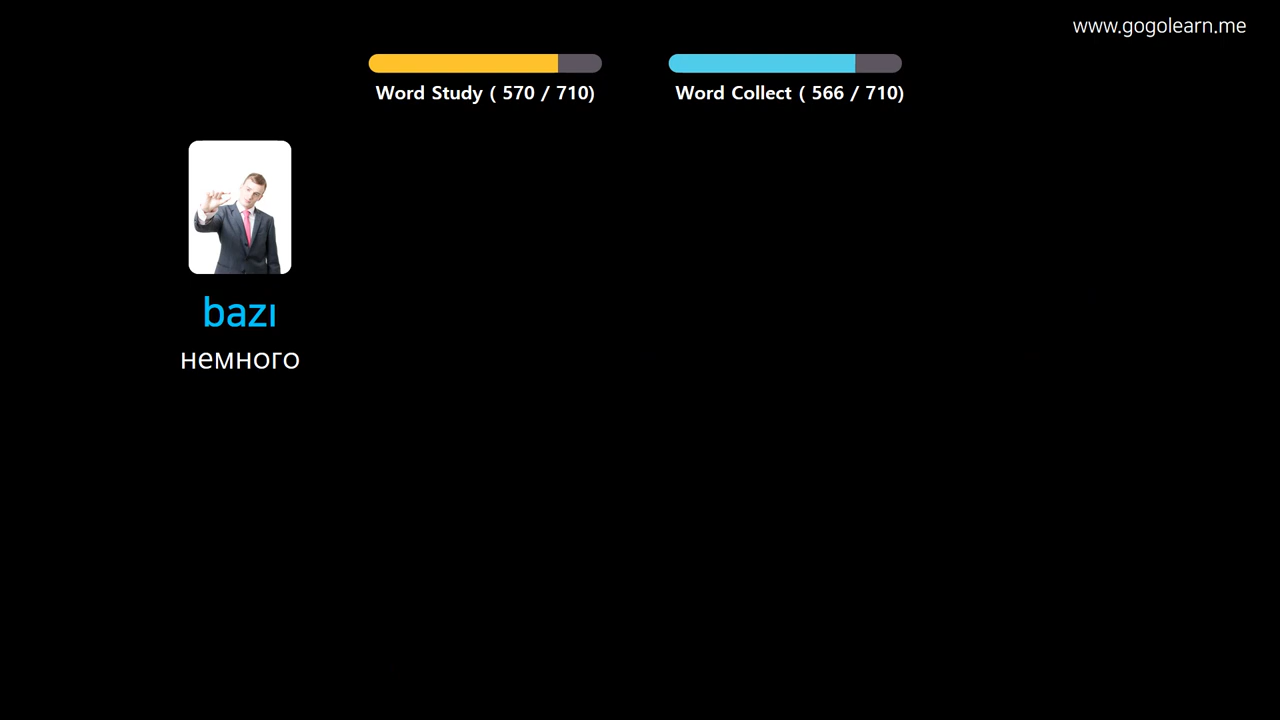 www.gogolearn.me
Word Study ( 570 / 710)
Word Collect ( 566 / 710)
bazı
немного